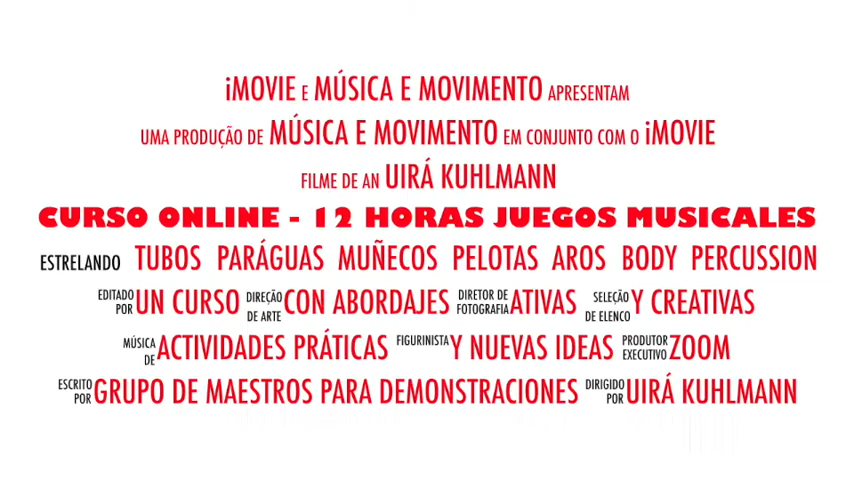 iMOVIE E MÚSICA E MOVIMENTO APRESENTAM
UMA PRODUÇÃO DE MÚSICA E MOVIMENTO EM CONJUNTO COM O iMOVIE
FILME DE AN UIRÁ KUHLMANN
CURSO ONLINE - 12 HORAS JUEGOS MUSICALES
ESTRELANDO TUBOS PARÁGUAS MUÑECOS PELOTAS AROS BODY PERCUSSION
EDITADO POR UN CURSO DIREÇÃO DE ARTE CON ABORDAJES DIRETOR DE FOTOGRAFIA ATIVAS SELEÇÃO DE ELENCO Y CREATIVAS
MÚSICA DE ACTIVIDADES PRÁTICAS FIGURINISTA Y NUEVAS IDEAS PRODUTOR EXECUTIVO ZOOM
ESCRITO POR GRUPO DE MAESTROS PARA DEMONSTRACIONES DIRIGIDO POR UIRÁ KUHLMANN